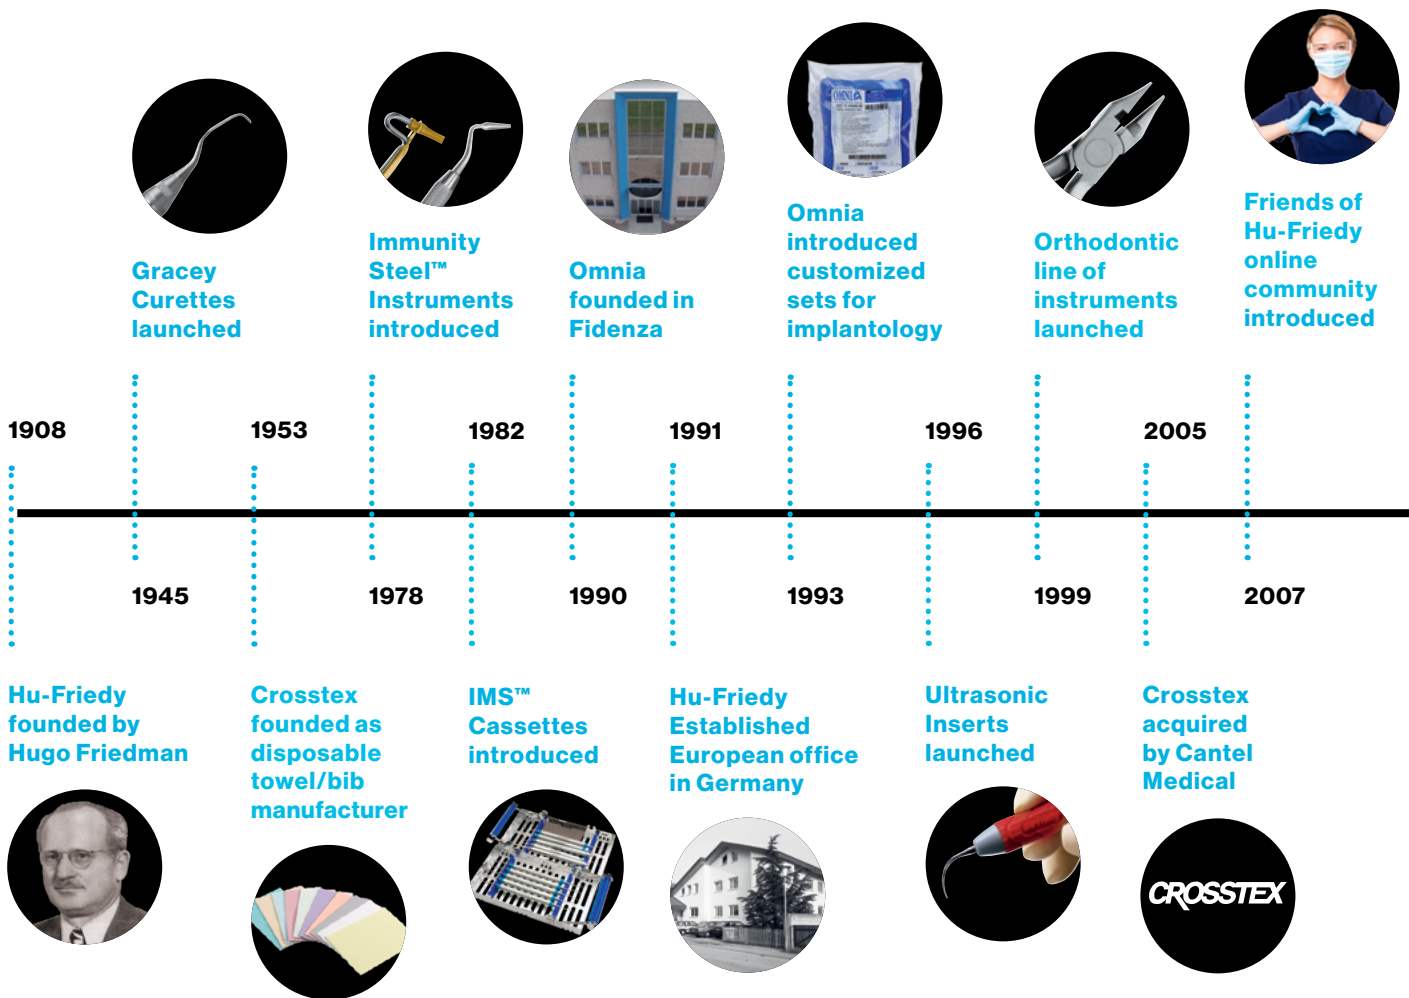 Gracey
Curettes
launched
Immunity
Steel™
Instruments
introduced
Omnia
founded in
Fidenza
OMNIA
Omnia
introduced
customized
sets for
implantology
Orthodontic
line of
instruments
launched
Friends of
Hu-Friedy
online
community
introduced
1908
1953
1982
1991
1996
2005
1945
1978
1990
1993
1999
2007
Hu-Friedy
founded by
Hugo Friedman
Crosstex
founded as
disposable
towel/bib
manufacturer
IMS™
Cassettes
introduced
Hu-Friedy
Established
European office
in Germany
Ultrasonic
Inserts
launched
Crosstex
acquired
by Cantel
Medical
CROSSTEX